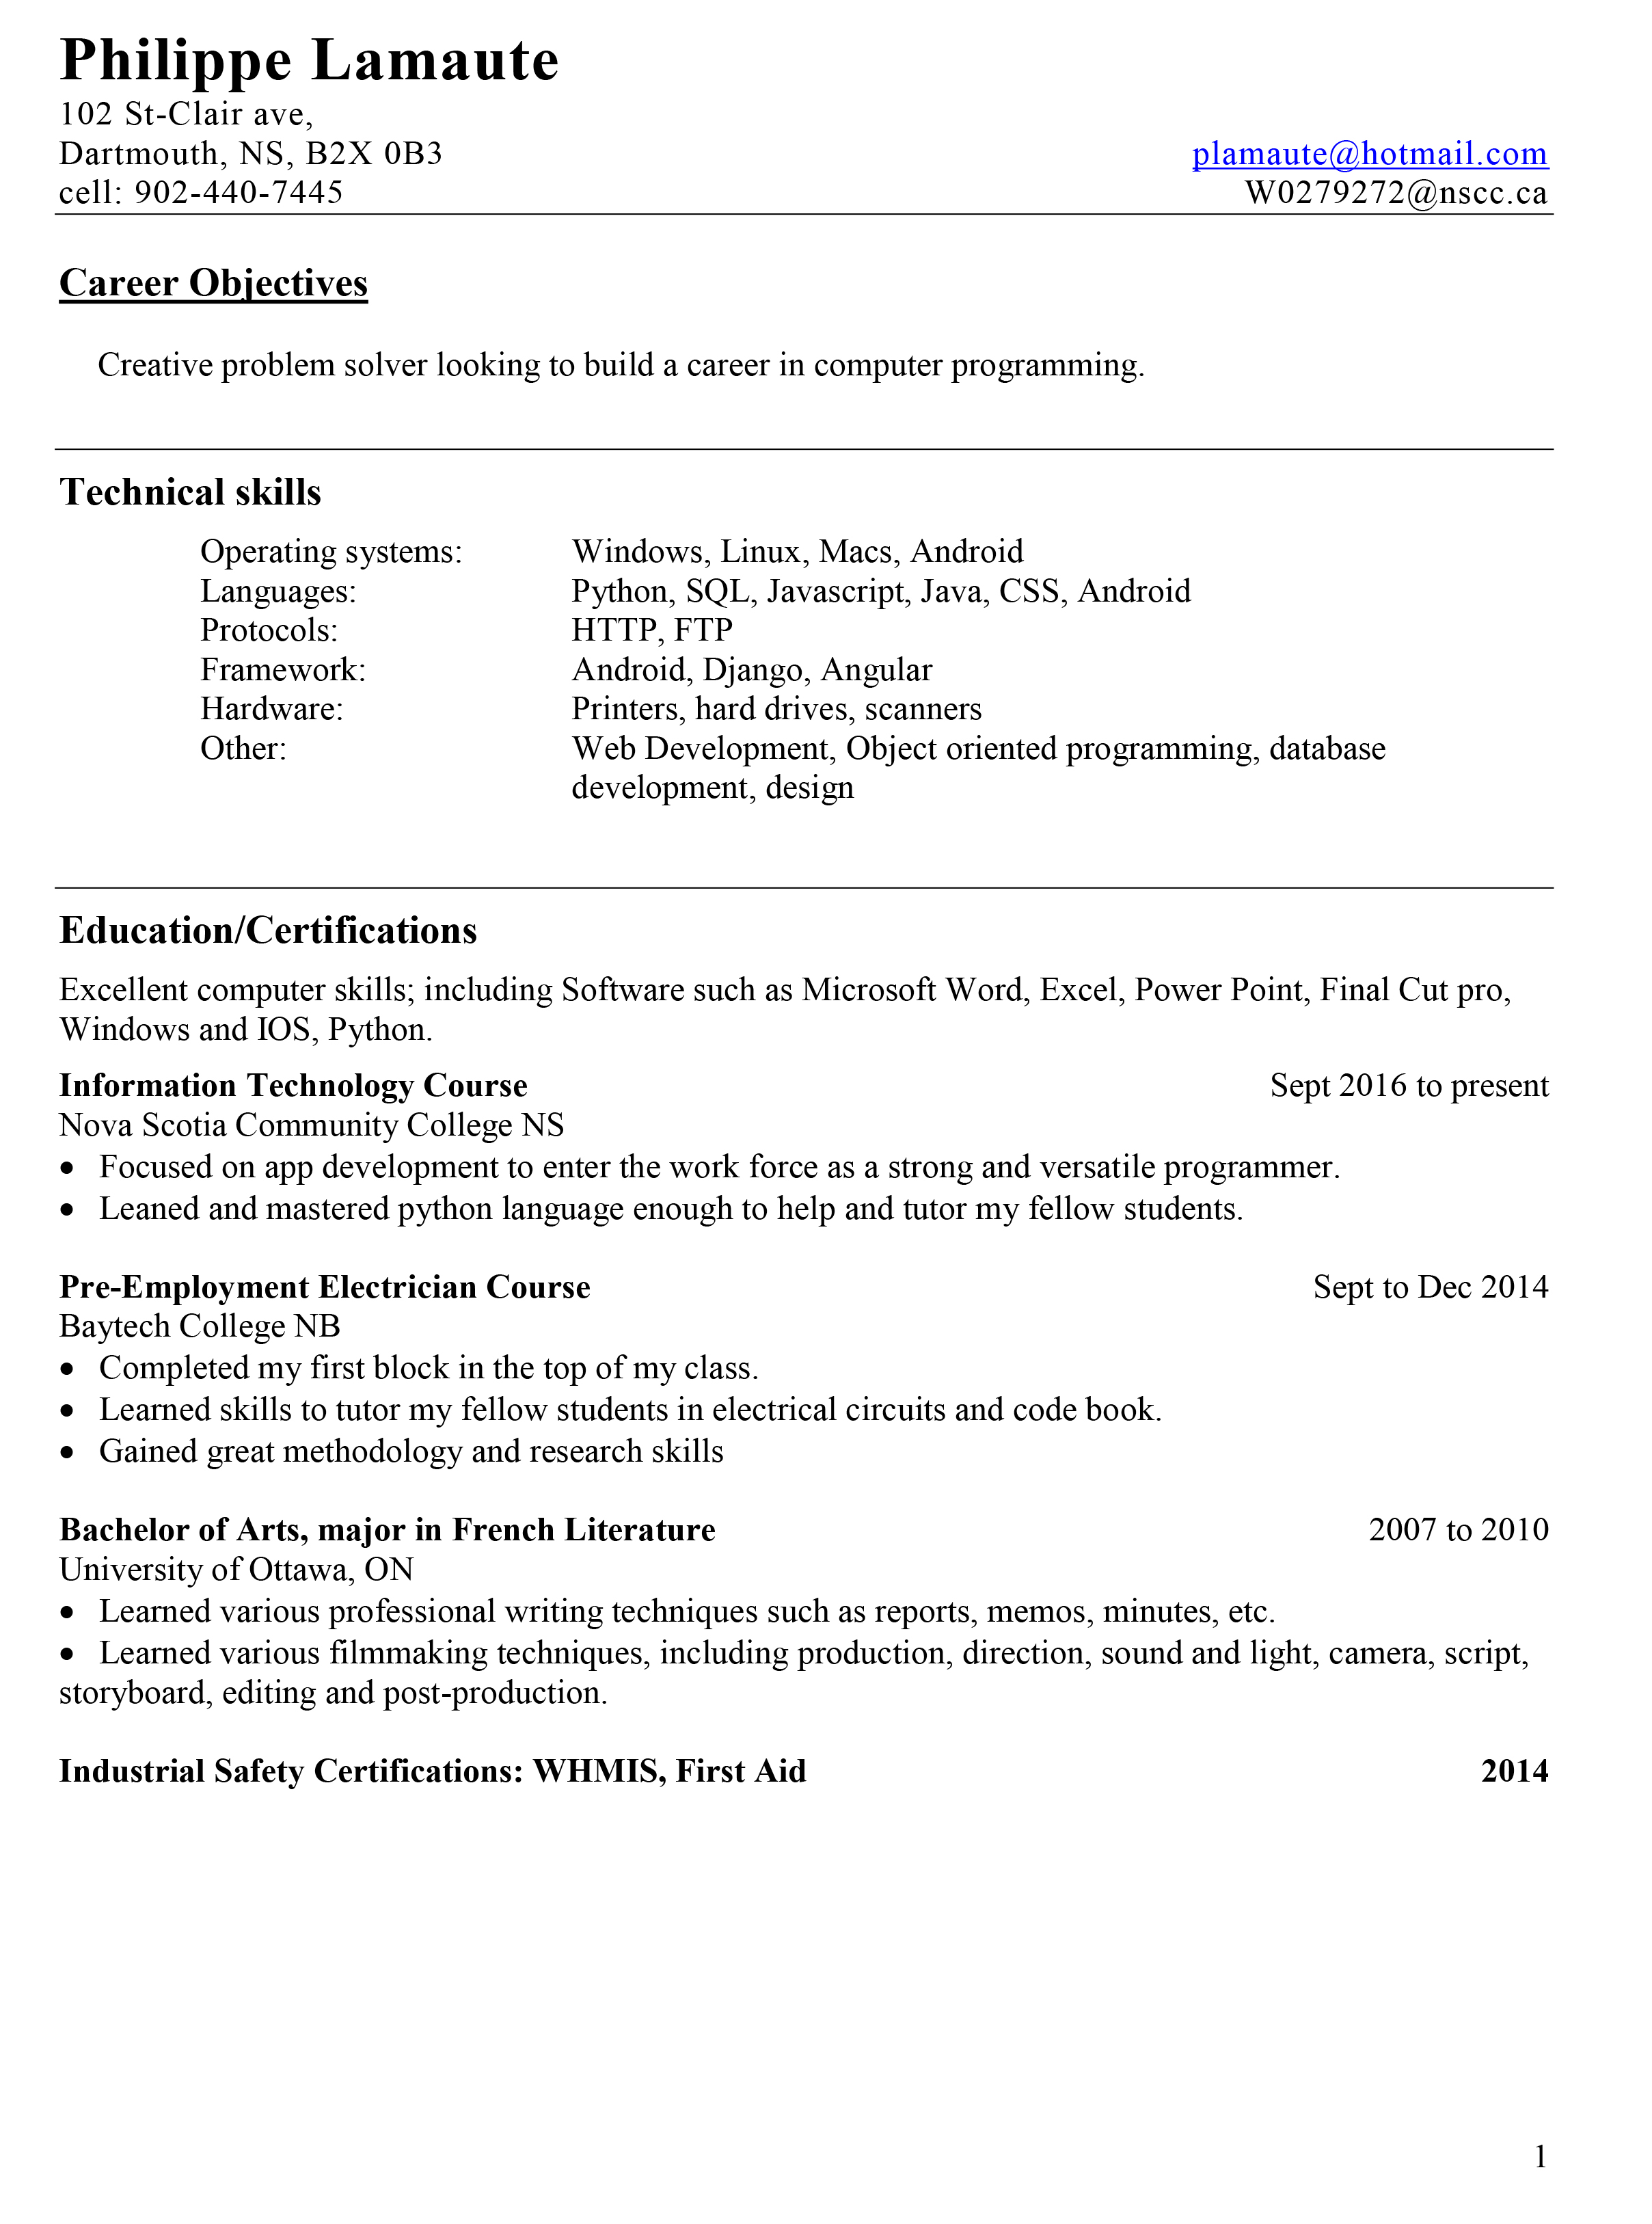 Philippe Lamaute
102 St-Clair ave,
Dartmouth, NS, B2X 0B3 plamaute@hotmail.com
cell: 902-440-7445 W0279272@nscc.ca
Career Objectives
Creative problem solver looking to build a career in computer programming.
Technical skills
Operating systems: Windows, Linux, Macs, Android
Languages: Python, SQL, Javascript, Java, CSS, Android
Protocols: HTTP, FTP
Framework: Android, Django, Angular
Hardware: Printers, hard drives, scanners
Other: Web Development, Object oriented programming, database
development, design
Education/Certifications
Excellent computer skills; including Software such as Microsoft Word, Excel, Power Point, Final Cut pro,
Windows and IOS, Python.
Information Technology Course Sept 2016 to present
Nova Scotia Community College NS
• Focused on app development to enter the work force as a strong and versatile programmer.
• Leaned and mastered python language enough to help and tutor my fellow students.
Pre-Employment Electrician Course Sept to Dec 2014
Baytech College NB
• Completed my first block in the top of my class.
• Learned skills to tutor my fellow students in electrical circuits and code book.
• Gained great methodology and research skills
Bachelor of Arts, major in French Literature 2007 to 2010
University of Ottawa, ON
• Learned various professional writing techniques such as reports, memos, minutes, etc.
• Learned various filmmaking techniques, including production, direction, sound and light, camera, script,
storyboard, editing and post-production.
Industrial Safety Certifications: WHMIS, First Aid 2014
1